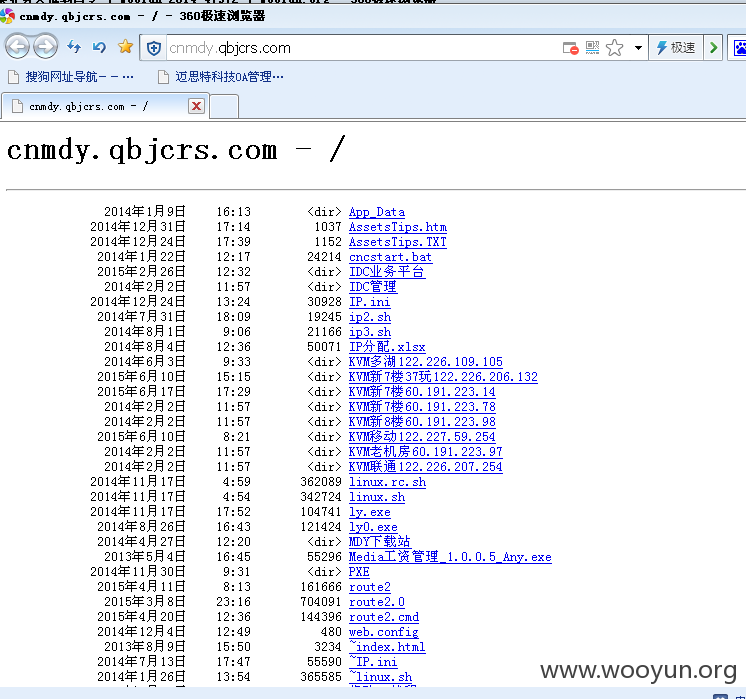 cnmdy.qbjcrs.com - / - 360极速浏览器
cnmdy.qbjcrs.com 极速
搜狗网址导航--··· 迈思特科技OA管理···
cnmdy.qbjcrs.com - /
cnmdy.qbjcrs.com - /
2014年1月9日 16:13 <dir> App_Data
2014年12月31日 17:14 1037 AssetsTips.htm
2014年12月24日 17:39 1152 AssetsTips.TXT
2014年1月22日 12:17 24214 cncstart.bat
2015年2月26日 12:32 <dir> IDC业务平台
2014年2月2日 11:57 <dir> IDC管理
2014年12月24日 13:24 30928 IP.ini
2014年7月31日 18:09 19245 ip2.sh
2014年8月1日 9:06 21166 ip3.sh
2014年8月4日 12:36 50071 IP分配.xlsx
2014年6月3日 9:33 <dir> KVM多湖122.226.109.105
2015年6月10日 15:15 <dir> KVM新7楼37玩122.226.206.132
2015年6月17日 17:29 <dir> KVM新7楼60.191.223.14
2014年2月2日 11:57 <dir> KVM新7楼60.191.223.78
2014年2月2日 11:57 <dir> KVM新8楼60.191.223.98
2015年6月10日 8:21 <dir> KVM移动122.227.59.254
2014年2月2日 11:57 <dir> KVM老机房60.191.223.97
2014年2月2日 11:57 <dir> KVM联通122.226.207.254
2014年11月17日 4:59 362089 linux.rc.sh
2014年11月17日 4:54 342724 linux.sh
2014年11月17日 17:52 104741 ly.exe
2014年8月26日 16:43 121424 ly0.exe
2014年4月27日 12:20 <dir> MDY下载站
2013年5月4日 16:45 55296 Media工资管理_1.0.0.5_Any.exe
2014年11月30日 9:31 <dir> PXE
2015年4月11日 8:13 161666 route2
2015年3月8日 23:16 704091 route2.0
2015年4月20日 12:36 144396 route2.cmd
2014年12月4日 12:49 480 web.config
2013年8月9日 15:50 3234 ~index.html
2014年7月13日 17:47 55590 ~IP.ini
2014年1月26日 13:54 365585 ~linux.sh
www.wooyun.org